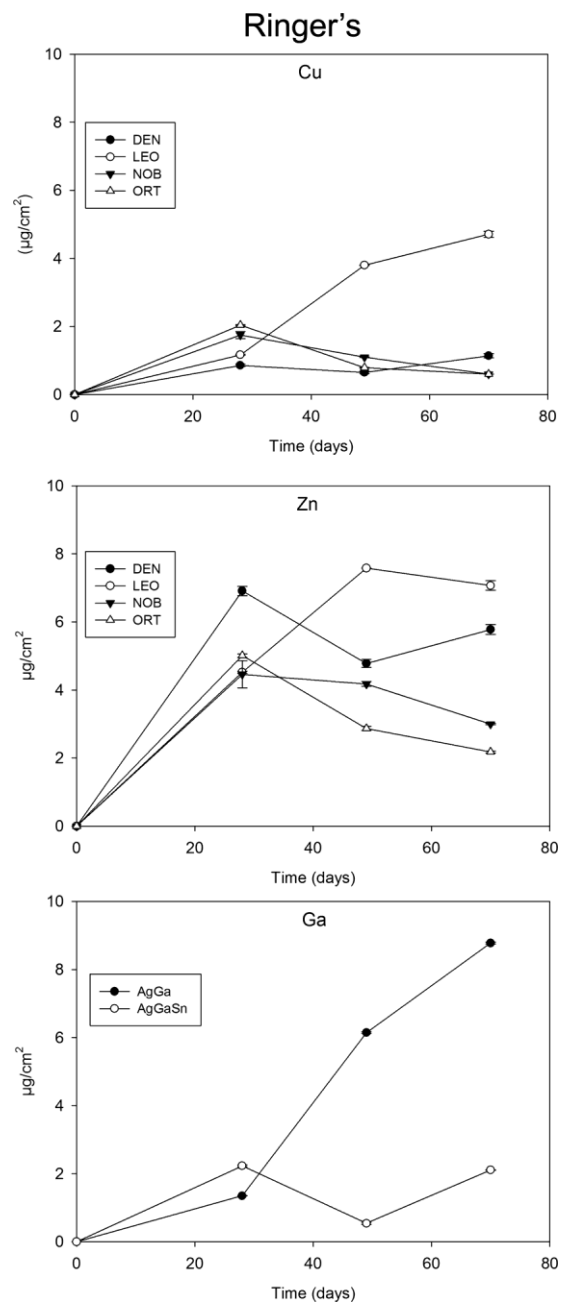 Ringer's
Cu
10
8
6
4
2
0
(µg/cm²)
DEN
LEO
NOB
ORT
0 20 40 60 80
Time (days)
Zn
10
8
6
4
2
0
µg/cm²
DEN
LEO
NOB
ORT
0 20 40 60 80
Time (days)
Ga
10
8
6
4
2
0
µg/cm²
AgGa
AgGaSn
0 20 40 60 80
Time (days)